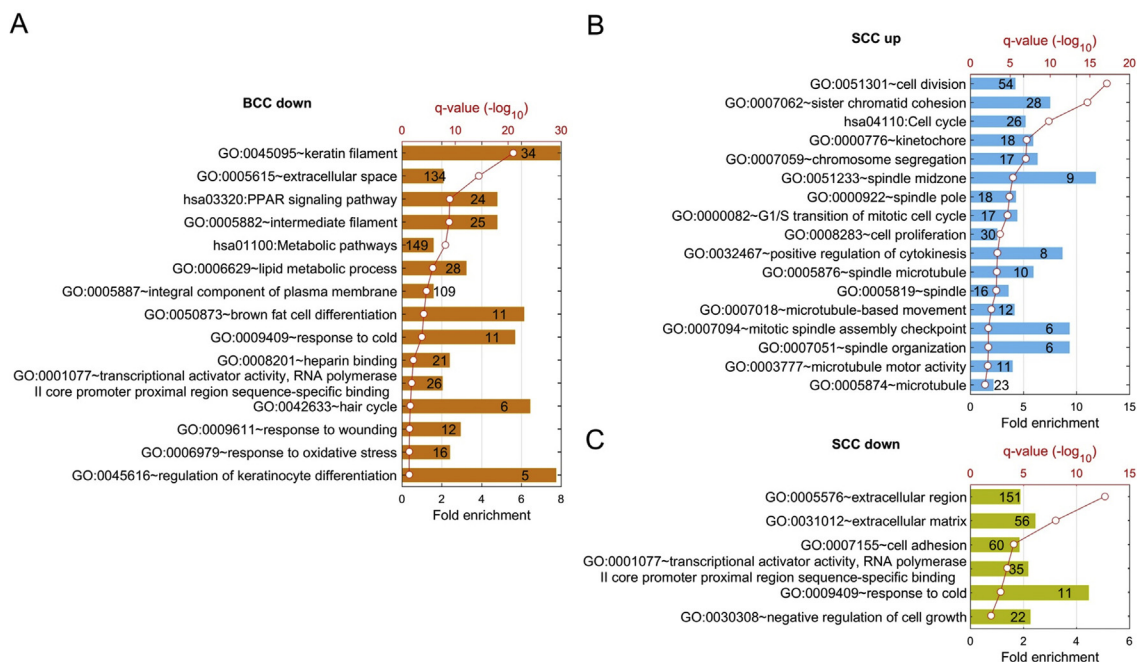 A
BCC down
q-value (-log10)
0 10 20 30
GO:0045095~keratin filament 34
GO:0005615~extracellular space 134
hsa03320:PPAR signaling pathway 24
GO:0005882~intermediate filament 25
hsa01100:Metabolic pathways 149
GO:0006629~lipid metabolic process 28
GO:0005887~integral component of plasma membrane 109
GO:0050873~brown fat cell differentiation 11
GO:0009409~response to cold 11
GO:0008201~heparin binding 21
GO:0001077~transcriptional activator activity, RNA polymerase
II core promoter proximal region sequence-specific binding 26
GO:0042633~hair cycle 6
GO:0009611~response to wounding 12
GO:0006979~response to oxidative stress 16
GO:0045616~regulation of keratinocyte differentiation 5
0 2 4 6 8
Fold enrichment
B
SCC up
q-value (-log10)
0 5 10 15 20
GO:0051301~cell division 54
GO:0007062~sister chromatid cohesion 28
hsa04110:Cell cycle 26
GO:0000776~kinetochore 18
GO:0007059~chromosome segregation 17
GO:0051233~spindle midzone 9
GO:0000922~spindle pole 18
GO:0000082~G1/S transition of mitotic cell cycle 17
GO:0008283~cell proliferation 30
GO:0032467~positive regulation of cytokinesis 8
GO:0005876~spindle microtubule 10
GO:0005819~spindle 16
GO:0007018~microtubule-based movement 12
GO:0007094~mitotic spindle assembly checkpoint 6
GO:0007051~spindle organization 6
GO:0003777~microtubule motor activity 11
GO:0005874~microtubule 23
0 5 10 15
Fold enrichment
C
SCC down
q-value (-log10)
0 5 10 15
GO:0005576~extracellular region 151
GO:0031012~extracellular matrix 56
GO:0007155~cell adhesion 60
GO:0001077~transcriptional activator activity, RNA polymerase
II core promoter proximal region sequence-specific binding 35
GO:0009409~response to cold 11
GO:0030308~negative regulation of cell growth 22
0 2 4 6
Fold enrichment